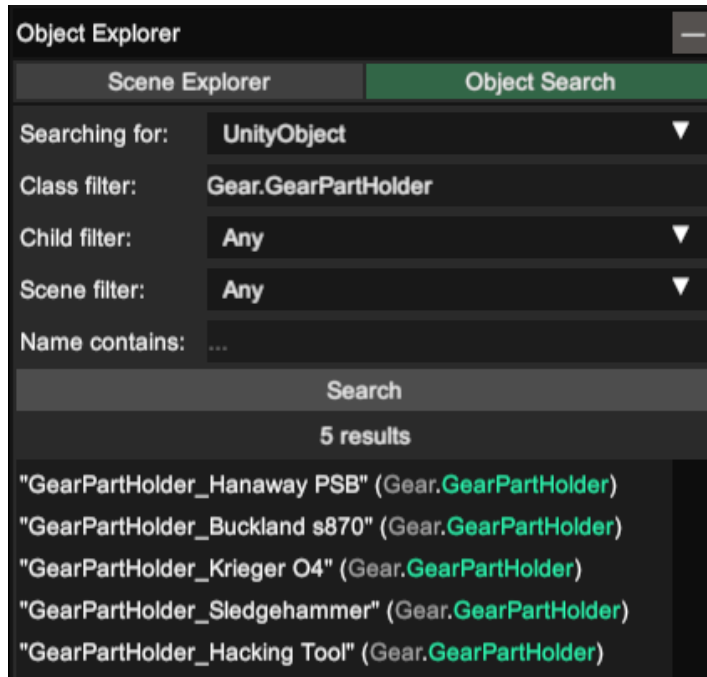 Object Explorer —
Scene Explorer Object Search
Searching for: UnityObject ▼
Class filter: Gear.GearPartHolder
Child filter: Any ▼
Scene filter: Any ▼
Name contains: ...
Search
5 results
"GearPartHolder_Hanaway PSB" (Gear.GearPartHolder)
"GearPartHolder_Buckland s870" (Gear.GearPartHolder)
"GearPartHolder_Krieger O4" (Gear.GearPartHolder)
"GearPartHolder_Sledgehammer" (Gear.GearPartHolder)
"GearPartHolder_Hacking Tool" (Gear.GearPartHolder)